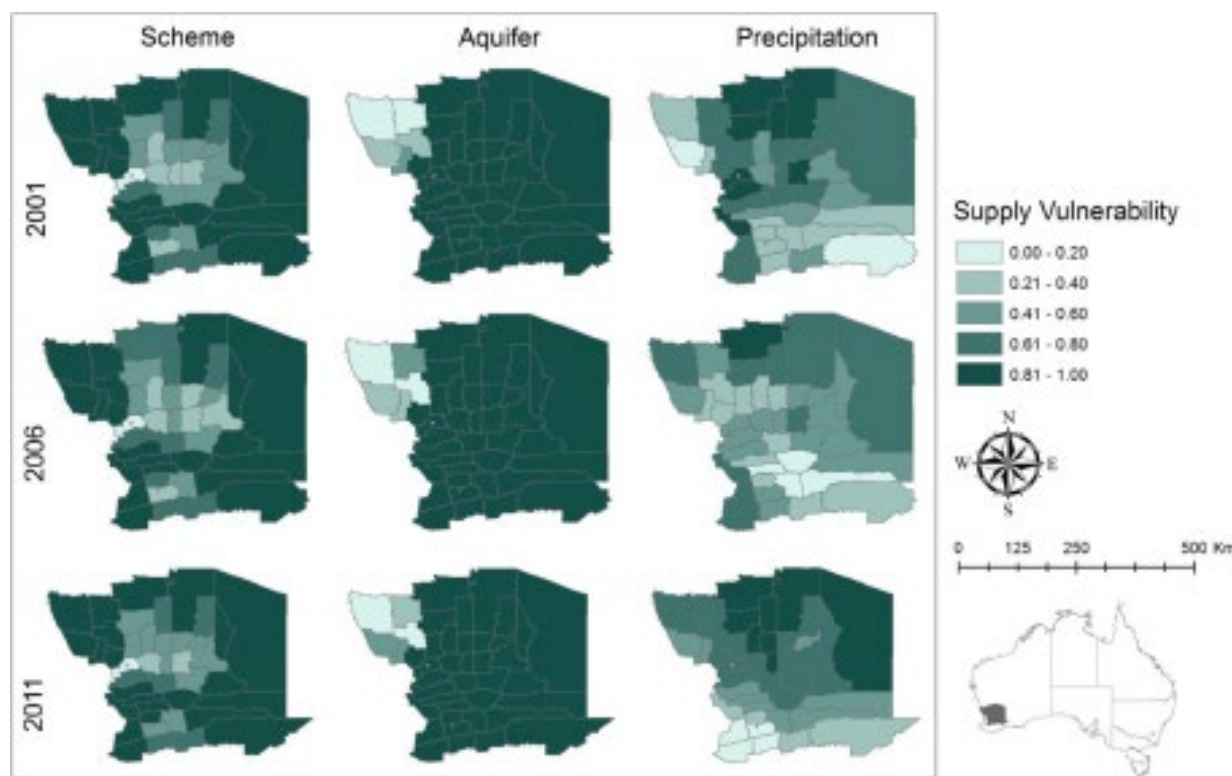 Scheme
Aquifer
Precipitation
2001
2006
2011
Supply Vulnerability
0.00 - 0.20
0.21 - 0.40
0.41 - 0.60
0.61 - 0.80
0.81 - 1.00
N
W E
S
0 125 250 500 Km